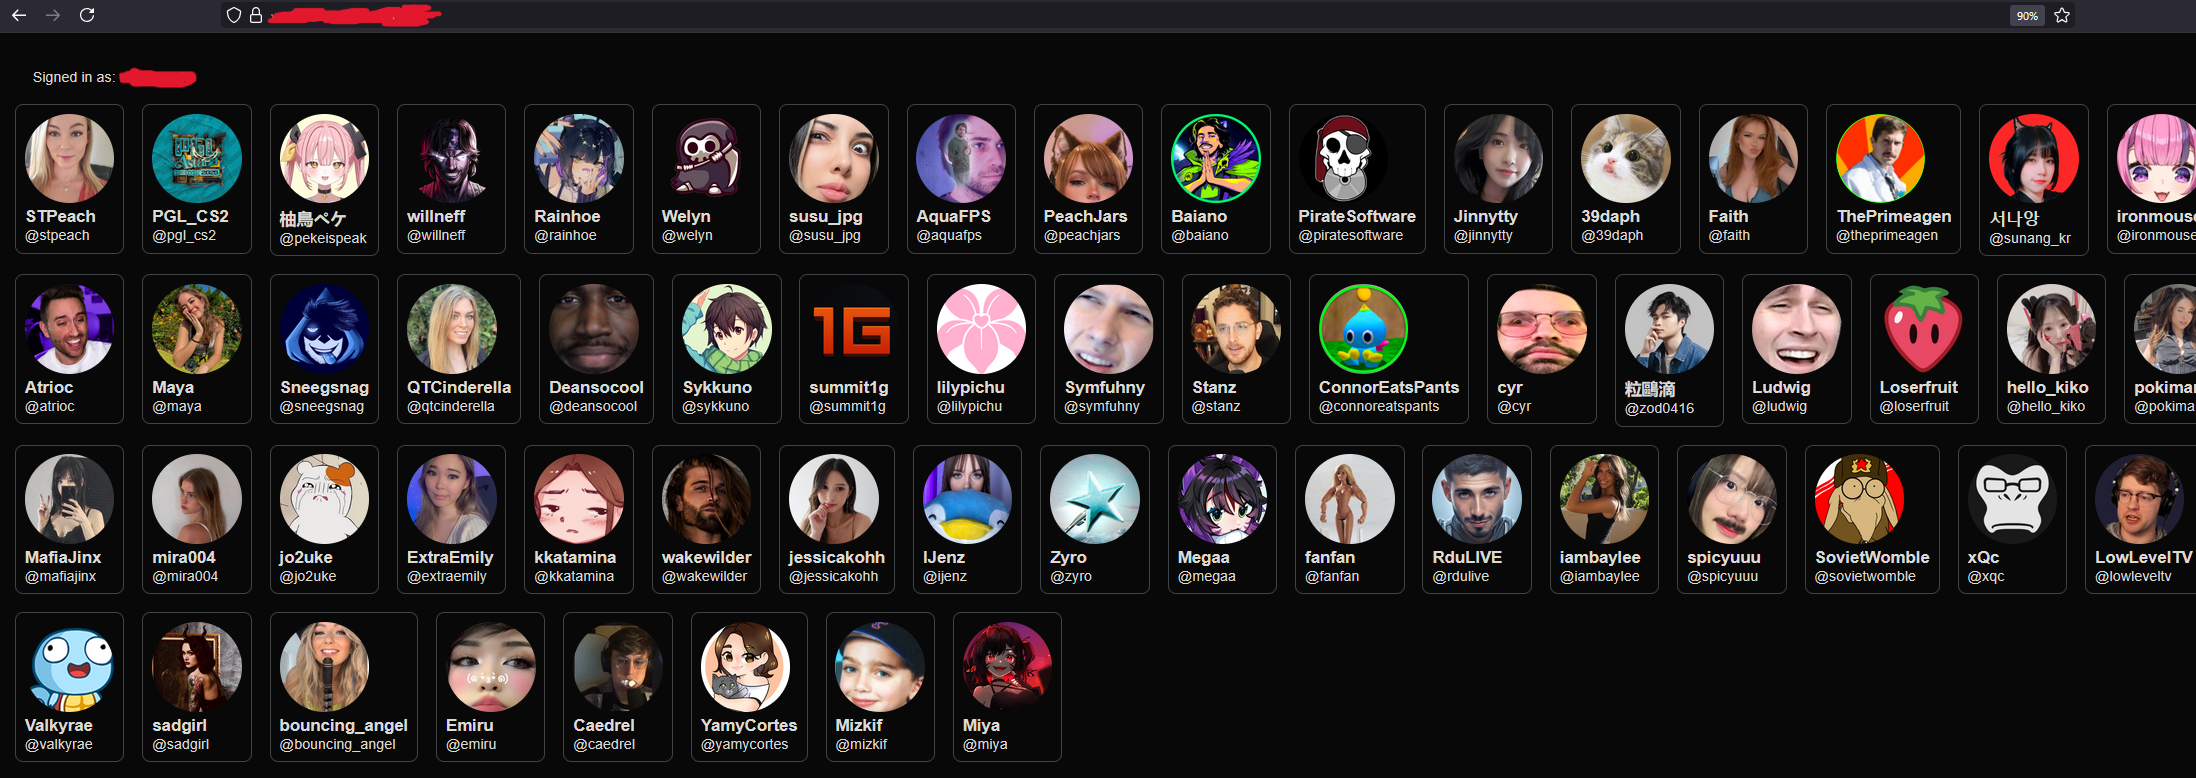 90%
Signed in as:
STPeach
@stpeach
PGL_CS2
@pgl_cs2
柚鳥ペケ
@pekeispeak
willneff
@willneff
Rainhoe
@rainhoe
Welyn
@welyn
susu_jpg
@susu_jpg
AquaFPS
@aquafps
PeachJars
@peachjars
Baiano
@baiano
PirateSoftware
@piratesoftware
Jinnytty
@jinnytty
39daph
@39daph
Faith
@faith
ThePrimeagen
@theprimeagen
서나앙
@sunang_kr
ironmouse
@ironmouse
Atrioc
@atrioc
Maya
@maya
Sneegsnag
@sneegsnag
QTCinderella
@qtcinderella
Deansocool
@deansocool
Sykkuno
@sykkuno
1G
summit1g
@summit1g
lilypichu
@lilypichu
Symfuhny
@symfuhny
Stanz
@stanz
ConnorEatsPants
@connoreatspants
cyr
@cyr
粒鷗滴
@zod0416
Ludwig
@ludwig
Loserfruit
@loserfruit
hello_kiko
@hello_kiko
pokima
@pokima
MafiaJinx
@mafiajinx
mira004
@mira004
jo2uke
@jo2uke
ExtraEmily
@extraemily
kkatamina
@kkatamina
wakewilder
@wakewilder
jessicakohh
@jessicakohh
IJenz
@ijenz
Zyro
@zyro
Megaa
@megaa
fanfan
@fanfan
RduLIVE
@rdulive
iambaylee
@iambaylee
spicyuuu
@spicyuuu
SovietWomble
@sovietwomble
xQc
@xqc
LowLevelTV
@lowleveltv
Valkyrae
@valkyrae
sadgirl
@sadgirl
bouncing_angel
@bouncing_angel
Emiru
@emiru
Caedrel
@caedrel
YamyCortes
@yamycortes
Mizkif
@mizkif
Miya
@miya